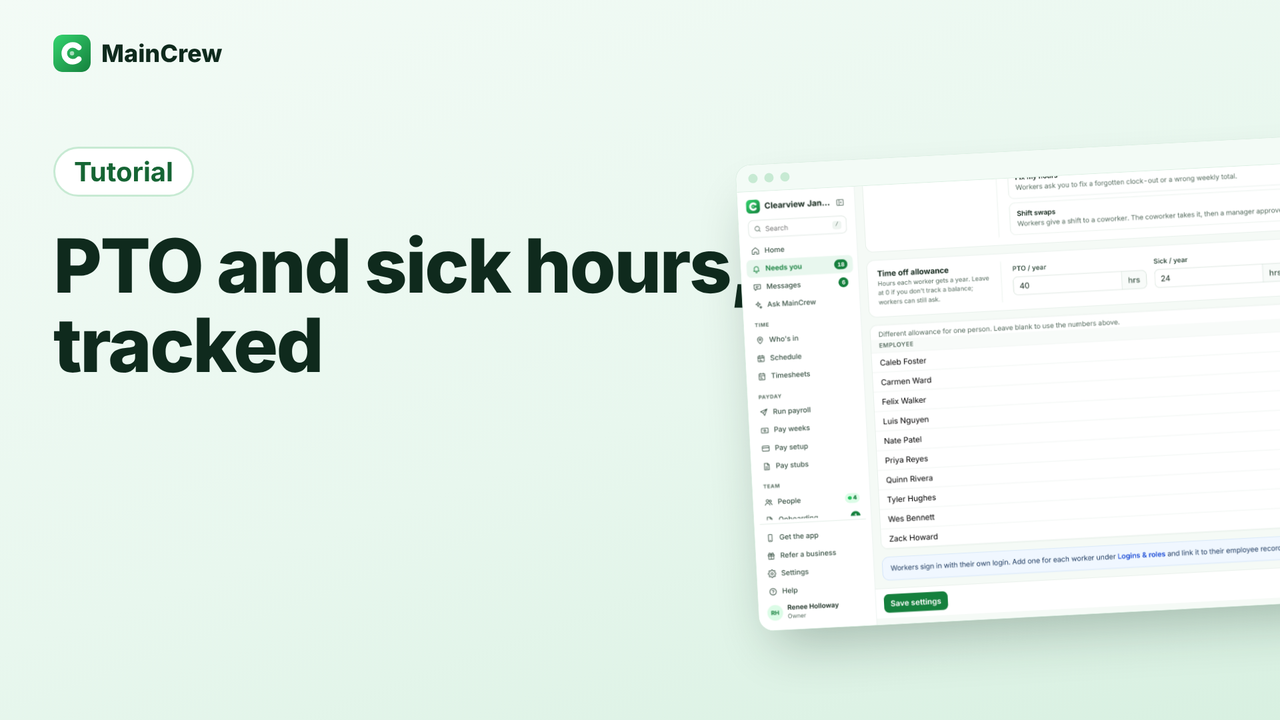 MainCrew
Tutorial
PTO and sick hours,
tracked
Clearview Jan...
Search
/
Home
Needs you 18
Messages 6
Ask MainCrew
TIME
Who's in
Schedule
Timesheets
PAYDAY
Run payroll
Pay weeks
Pay setup
Pay stubs
TEAM
People 4
Onboarding
Get the app
Refer a business
Settings
Help
RH
Renee Holloway
Owner
Fix my hours
Workers ask you to fix a forgotten clock-out or a wrong weekly total.
Shift swaps
Workers give a shift to a coworker. The coworker takes it, then a manager approve
Time off allowance
Hours each worker gets a year. Leave
at 0 if you don't track a balance;
workers can still ask.
PTO / year
40 hrs
Sick / year
24 hrs
Different allowance for one person. Leave blank to use the numbers above.
EMPLOYEE
Caleb Foster
Carmen Ward
Felix Walker
Luis Nguyen
Nate Patel
Priya Reyes
Quinn Rivera
Tyler Hughes
Wes Bennett
Zack Howard
Workers sign in with their own login. Add one for each worker under Logins & roles and link it to their employee record
Save settings